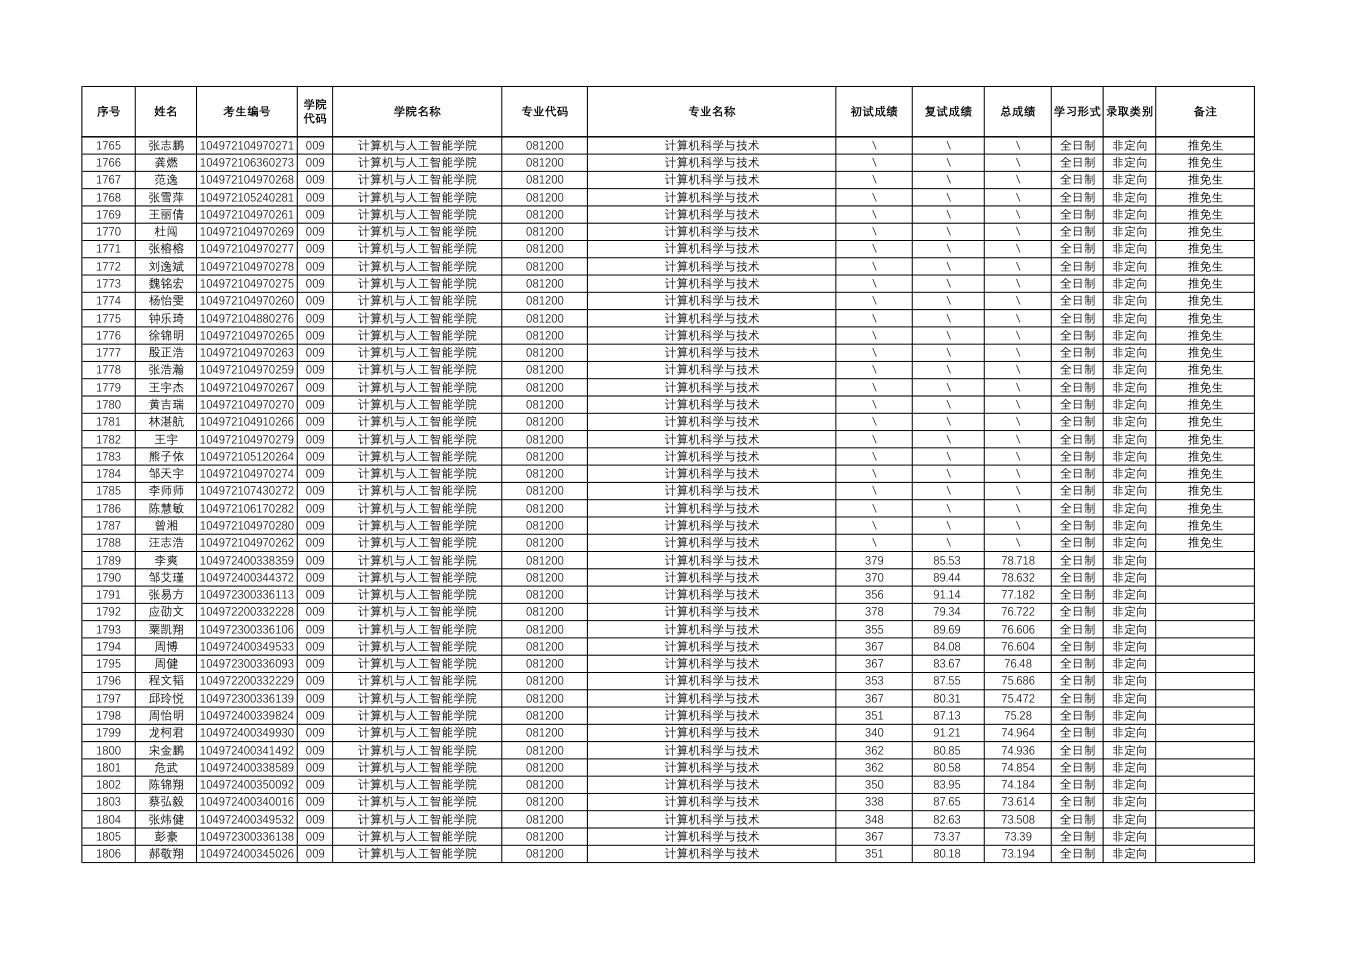 序号 姓名 考生编号 学院代码 学院名称 专业代码 专业名称 初试成绩 复试成绩 总成绩 学习形式 录取类别 备注
1765 张志鹏 104972104970271 009 计算机与人工智能学院 081200 计算机科学与技术 \ \ \ 全日制 非定向 推免生
1766 龚燃 104972106360273 009 计算机与人工智能学院 081200 计算机科学与技术 \ \ \ 全日制 非定向 推免生
1767 范逸 104972104970268 009 计算机与人工智能学院 081200 计算机科学与技术 \ \ \ 全日制 非定向 推免生
1768 张雪萍 104972105240281 009 计算机与人工智能学院 081200 计算机科学与技术 \ \ \ 全日制 非定向 推免生
1769 王丽倩 104972104970261 009 计算机与人工智能学院 081200 计算机科学与技术 \ \ \ 全日制 非定向 推免生
1770 杜闯 104972104970269 009 计算机与人工智能学院 081200 计算机科学与技术 \ \ \ 全日制 非定向 推免生
1771 张榕榕 104972104970277 009 计算机与人工智能学院 081200 计算机科学与技术 \ \ \ 全日制 非定向 推免生
1772 刘逸斌 104972104970278 009 计算机与人工智能学院 081200 计算机科学与技术 \ \ \ 全日制 非定向 推免生
1773 魏铭宏 104972104970275 009 计算机与人工智能学院 081200 计算机科学与技术 \ \ \ 全日制 非定向 推免生
1774 杨怡雯 104972104970260 009 计算机与人工智能学院 081200 计算机科学与技术 \ \ \ 全日制 非定向 推免生
1775 钟乐琦 104972104880276 009 计算机与人工智能学院 081200 计算机科学与技术 \ \ \ 全日制 非定向 推免生
1776 徐锦明 104972104970265 009 计算机与人工智能学院 081200 计算机科学与技术 \ \ \ 全日制 非定向 推免生
1777 殷正浩 104972104970263 009 计算机与人工智能学院 081200 计算机科学与技术 \ \ \ 全日制 非定向 推免生
1778 张浩瀚 104972104970259 009 计算机与人工智能学院 081200 计算机科学与技术 \ \ \ 全日制 非定向 推免生
1779 王宇杰 104972104970267 009 计算机与人工智能学院 081200 计算机科学与技术 \ \ \ 全日制 非定向 推免生
1780 黄吉瑞 104972104970270 009 计算机与人工智能学院 081200 计算机科学与技术 \ \ \ 全日制 非定向 推免生
1781 林湛航 104972104910266 009 计算机与人工智能学院 081200 计算机科学与技术 \ \ \ 全日制 非定向 推免生
1782 王宇 104972104970279 009 计算机与人工智能学院 081200 计算机科学与技术 \ \ \ 全日制 非定向 推免生
1783 熊子依 104972105120264 009 计算机与人工智能学院 081200 计算机科学与技术 \ \ \ 全日制 非定向 推免生
1784 邹天宇 104972104970274 009 计算机与人工智能学院 081200 计算机科学与技术 \ \ \ 全日制 非定向 推免生
1785 李师师 104972107430272 009 计算机与人工智能学院 081200 计算机科学与技术 \ \ \ 全日制 非定向 推免生
1786 陈慧敏 104972106170282 009 计算机与人工智能学院 081200 计算机科学与技术 \ \ \ 全日制 非定向 推免生
1787 曾湘 104972104970280 009 计算机与人工智能学院 081200 计算机科学与技术 \ \ \ 全日制 非定向 推免生
1788 汪志浩 104972104970262 009 计算机与人工智能学院 081200 计算机科学与技术 \ \ \ 全日制 非定向 推免生
1789 李爽 104972400338359 009 计算机与人工智能学院 081200 计算机科学与技术 379 85.53 78.718 全日制 非定向
1790 邹艾瑾 104972400344372 009 计算机与人工智能学院 081200 计算机科学与技术 370 89.44 78.632 全日制 非定向
1791 张易方 104972300336113 009 计算机与人工智能学院 081200 计算机科学与技术 356 91.14 77.182 全日制 非定向
1792 应劭文 104972200332228 009 计算机与人工智能学院 081200 计算机科学与技术 378 79.34 76.722 全日制 非定向
1793 粟凯翔 104972300336106 009 计算机与人工智能学院 081200 计算机科学与技术 355 89.69 76.606 全日制 非定向
1794 周博 104972400349533 009 计算机与人工智能学院 081200 计算机科学与技术 367 84.08 76.604 全日制 非定向
1795 周健 104972300336093 009 计算机与人工智能学院 081200 计算机科学与技术 367 83.67 76.48 全日制 非定向
1796 程文韬 104972200332229 009 计算机与人工智能学院 081200 计算机科学与技术 353 87.55 75.686 全日制 非定向
1797 邱玲悦 104972300336139 009 计算机与人工智能学院 081200 计算机科学与技术 367 80.31 75.472 全日制 非定向
1798 周怡明 104972400339824 009 计算机与人工智能学院 081200 计算机科学与技术 351 87.13 75.28 全日制 非定向
1799 龙柯君 104972400349930 009 计算机与人工智能学院 081200 计算机科学与技术 340 91.21 74.964 全日制 非定向
1800 宋金鹏 104972400341492 009 计算机与人工智能学院 081200 计算机科学与技术 362 80.85 74.936 全日制 非定向
1801 危武 104972400338589 009 计算机与人工智能学院 081200 计算机科学与技术 362 80.58 74.854 全日制 非定向
1802 陈锦翔 104972400350092 009 计算机与人工智能学院 081200 计算机科学与技术 350 83.95 74.184 全日制 非定向
1803 蔡弘毅 104972400340016 009 计算机与人工智能学院 081200 计算机科学与技术 338 87.65 73.614 全日制 非定向
1804 张炜健 104972400349532 009 计算机与人工智能学院 081200 计算机科学与技术 348 82.63 73.508 全日制 非定向
1805 彭豪 104972300336138 009 计算机与人工智能学院 081200 计算机科学与技术 367 73.37 73.39 全日制 非定向
1806 郝敬翔 104972400345026 009 计算机与人工智能学院 081200 计算机科学与技术 351 80.18 73.194 全日制 非定向